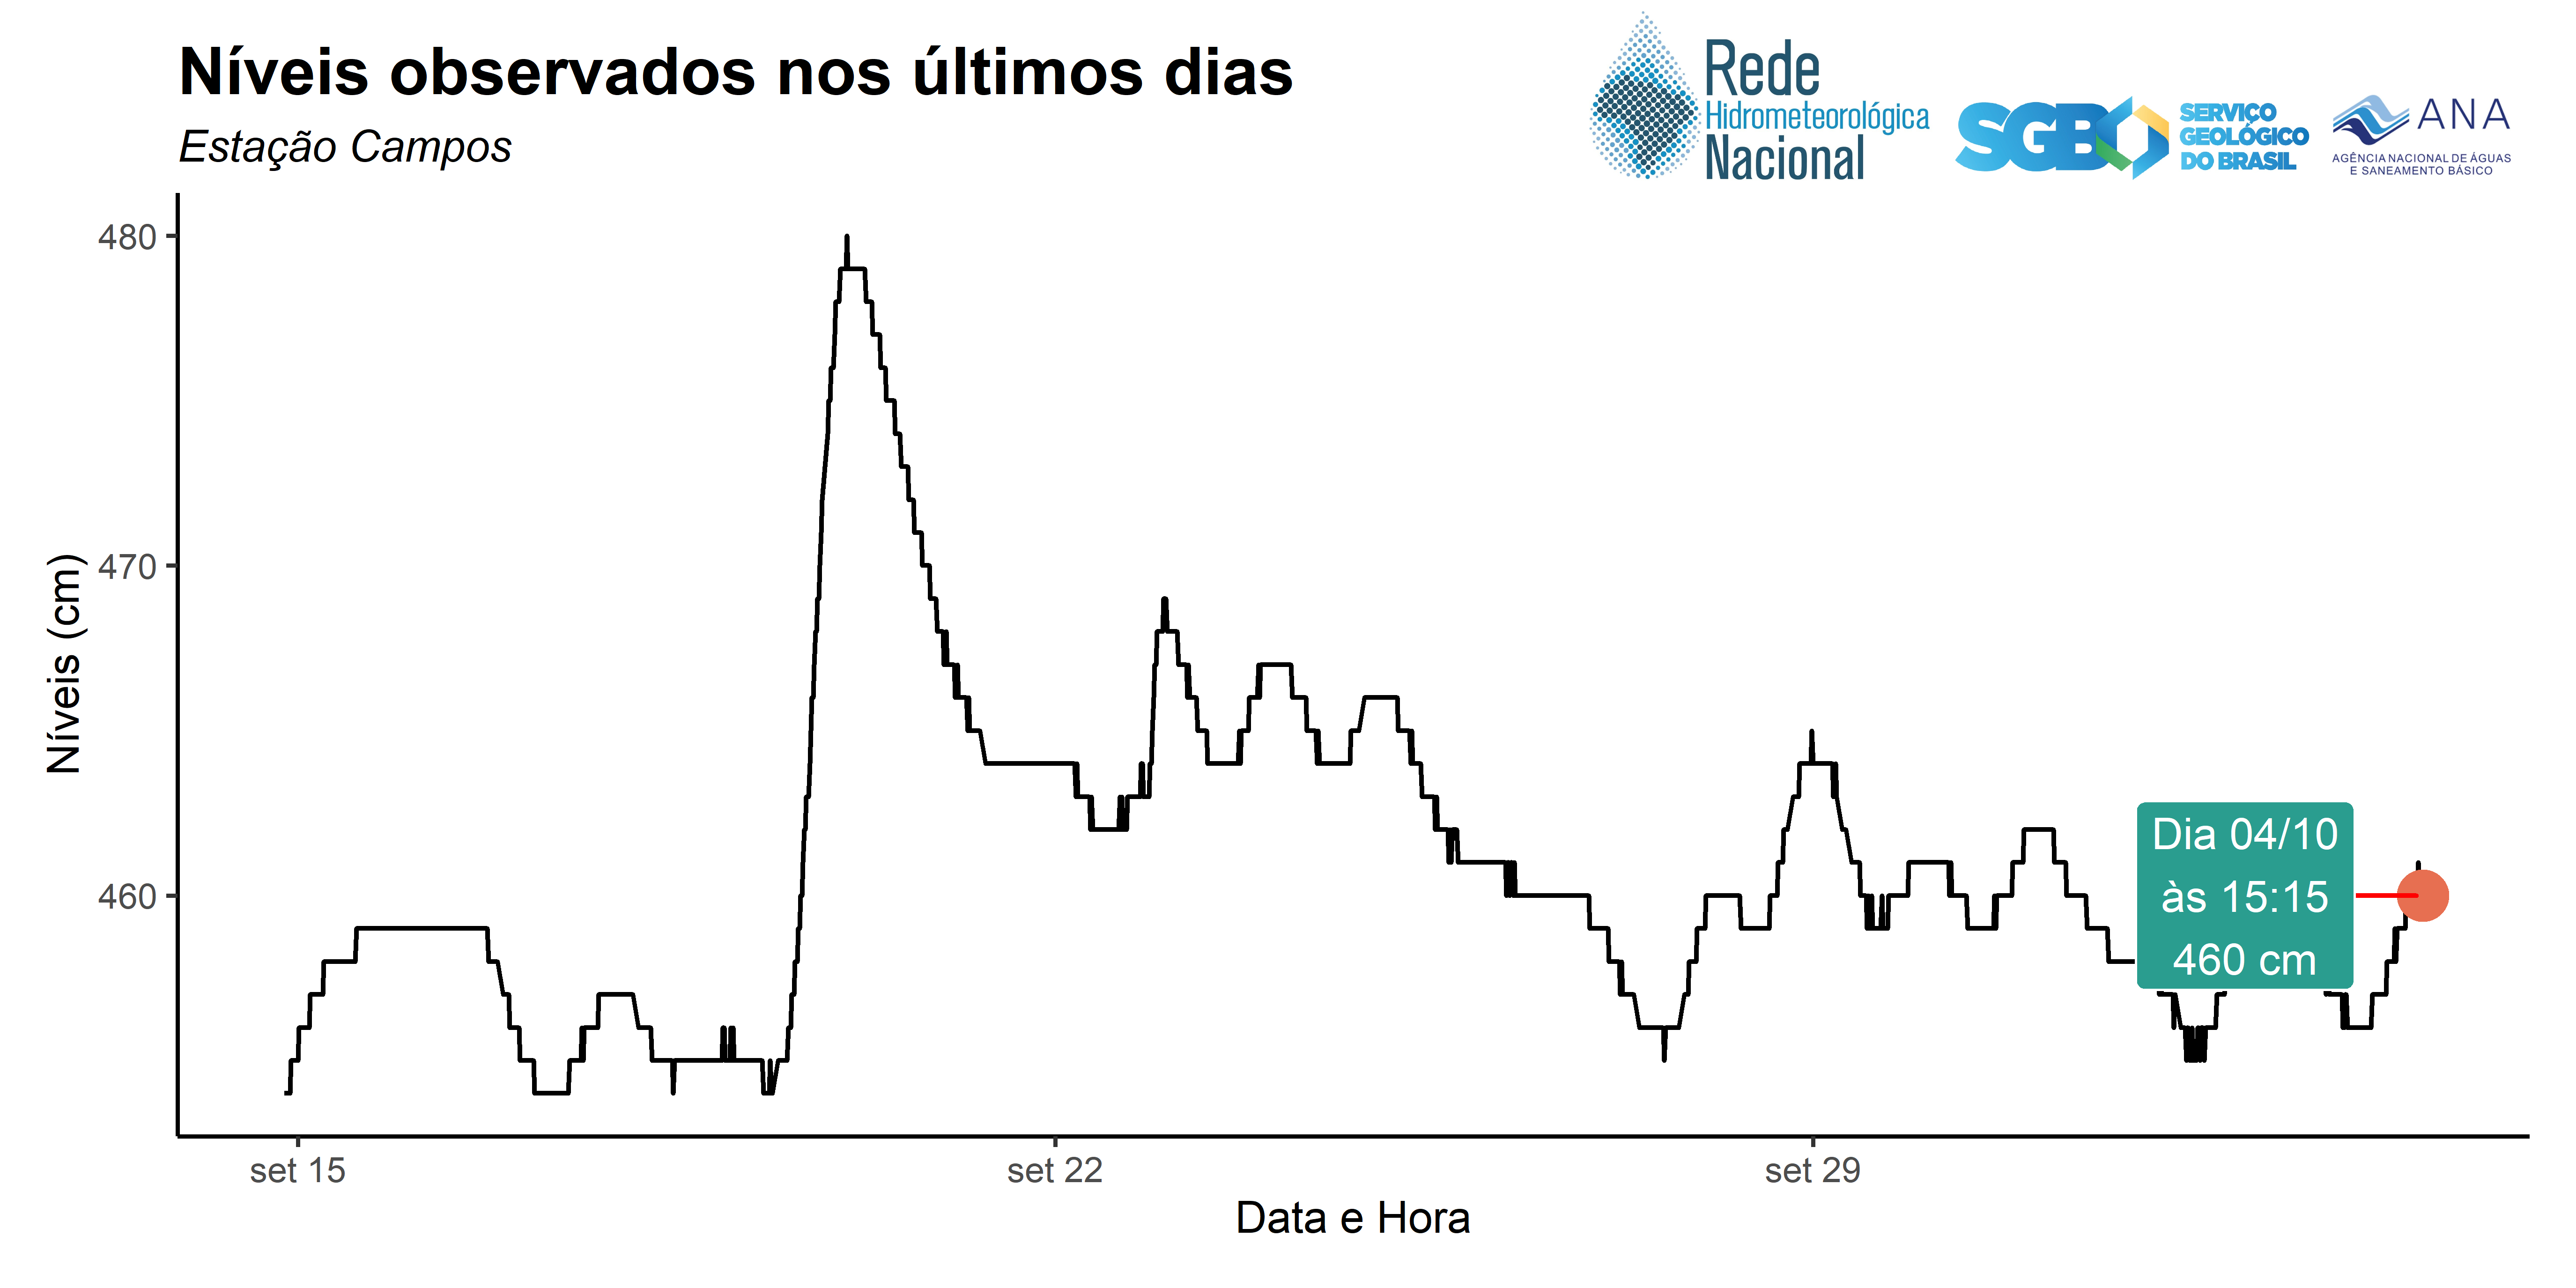 Níveis observados nos últimos dias
Estação Campos
Rede
Hidrometeorológica
Nacional
SGB
SERVIÇO
GEOLÓGICO
DO BRASIL
ANA
AGÊNCIA NACIONAL DE ÁGUAS
E SANEAMENTO BÁSICO
Níveis (cm)
480
470
460
Dia 04/10
às 15:15
460 cm
set 15
set 22
set 29
Data e Hora